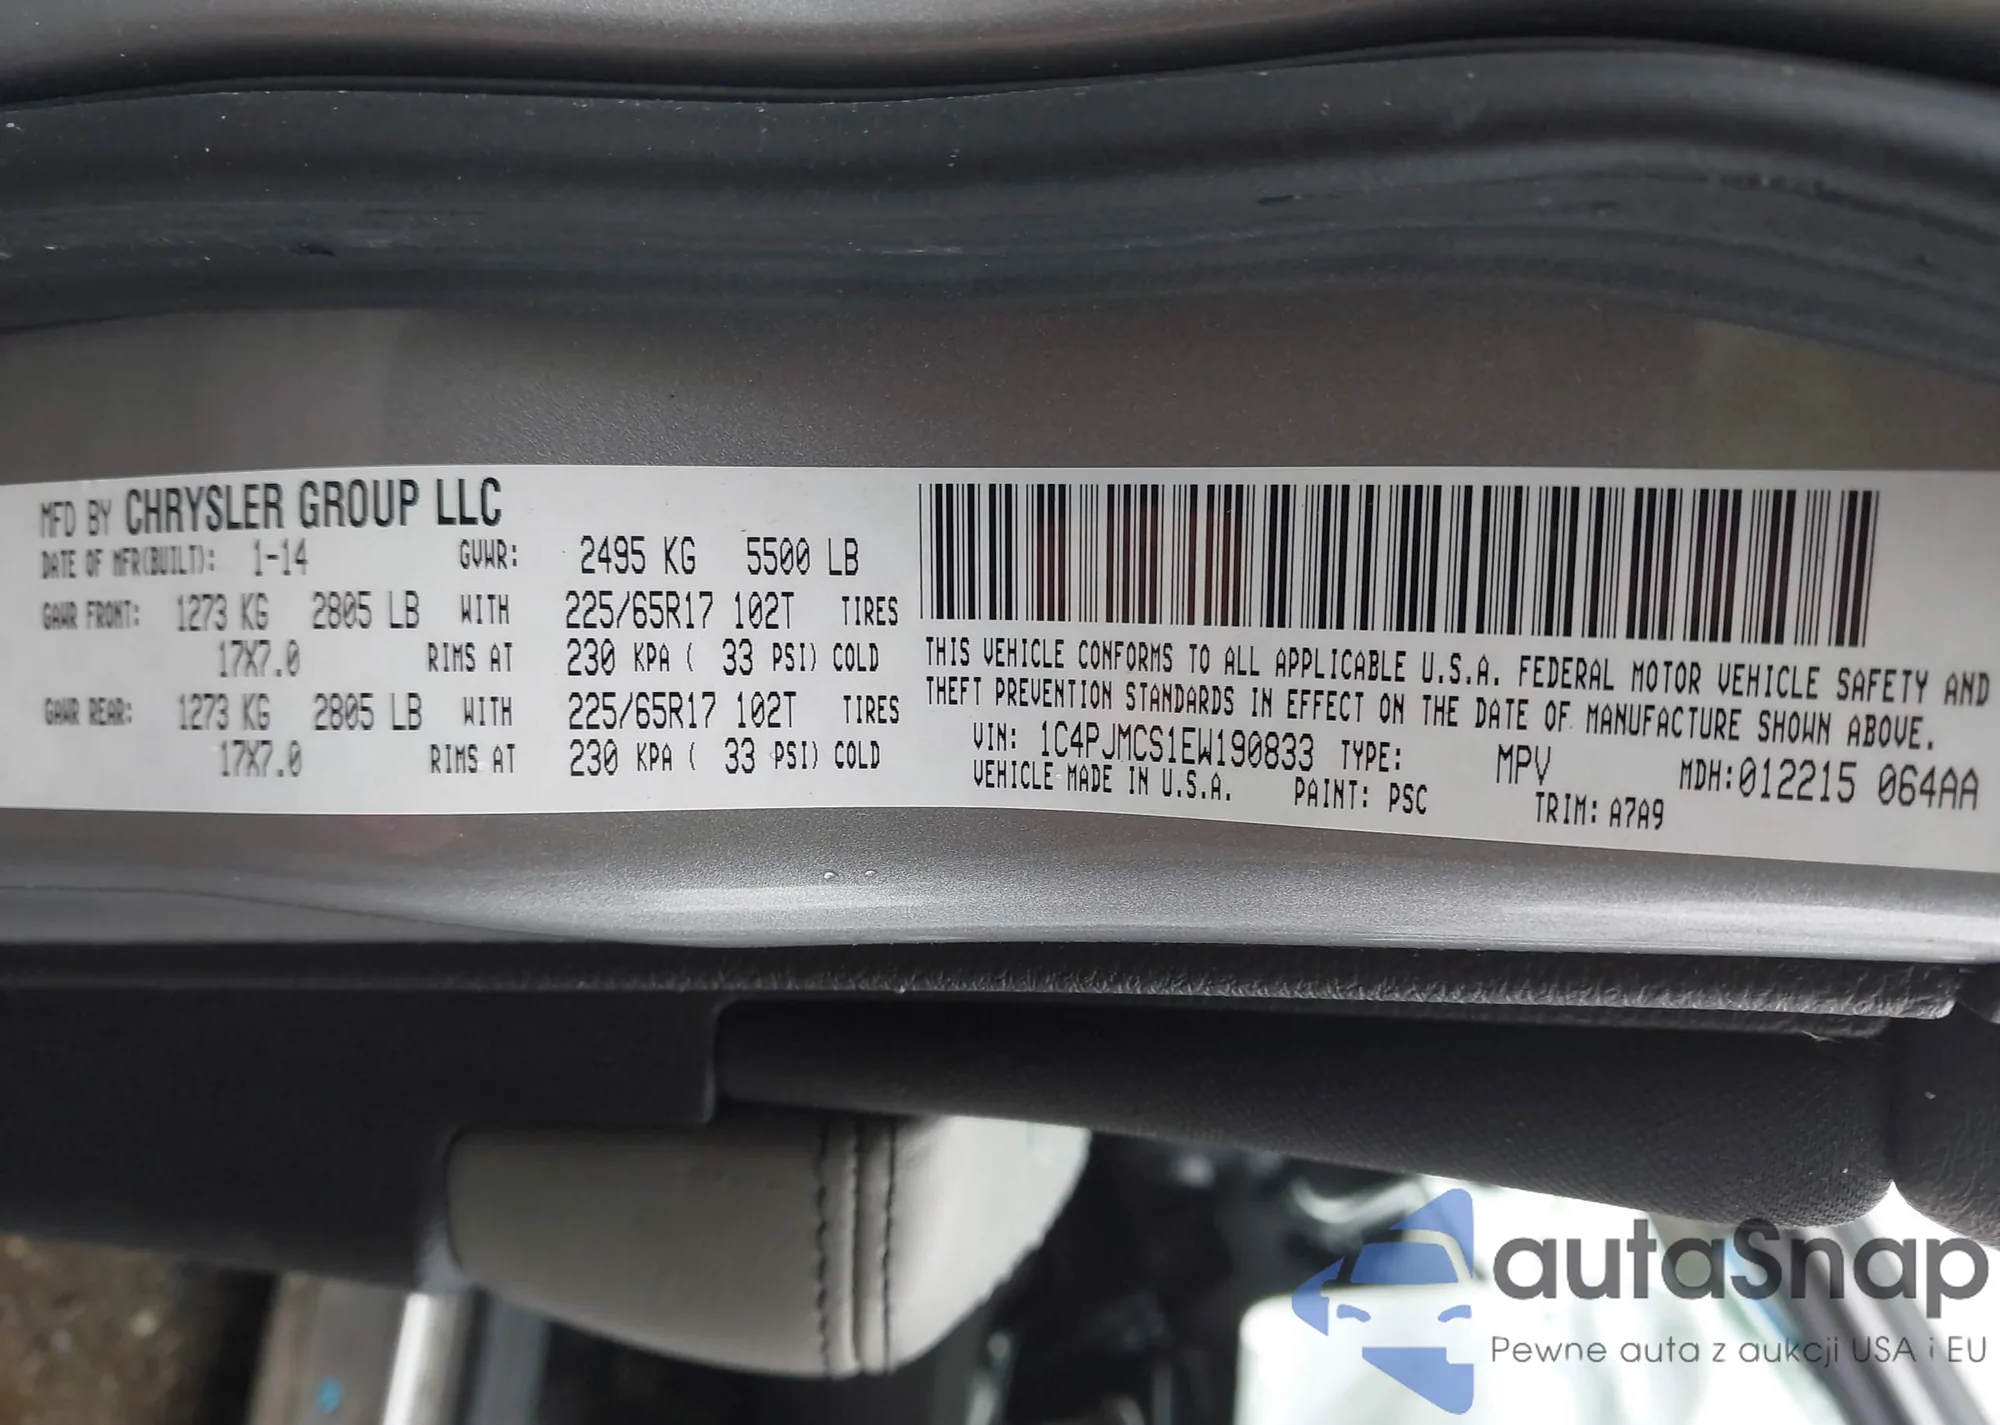 MFD BY CHRYSLER GROUP LLC
DATE OF MFR(BUILT): 1-14 GVWR: 2495 KG 5500 LB
GAWR FRONT: 1273 KG 2805 LB WITH 225/65R17 102T TIRES
17X7.0 RIMS AT 230 KPA ( 33 PSI) COLD
GAWR REAR: 1273 KG 2805 LB WITH 225/65R17 102T TIRES
17X7.0 RIMS AT 230 KPA ( 33 PSI) COLD
THIS VEHICLE CONFORMS TO ALL APPLICABLE U.S.A. FEDERAL MOTOR VEHICLE SAFETY AND
THEFT PREVENTION STANDARDS IN EFFECT ON THE DATE OF MANUFACTURE SHOWN ABOVE.
VIN: 1C4PJMCS1EW190833 TYPE: MPV MDH:012215 064AA
VEHICLE MADE IN U.S.A. PAINT: PSC TRIM: A7A9
autaSnap
Pewne auta z aukcji USA i EU